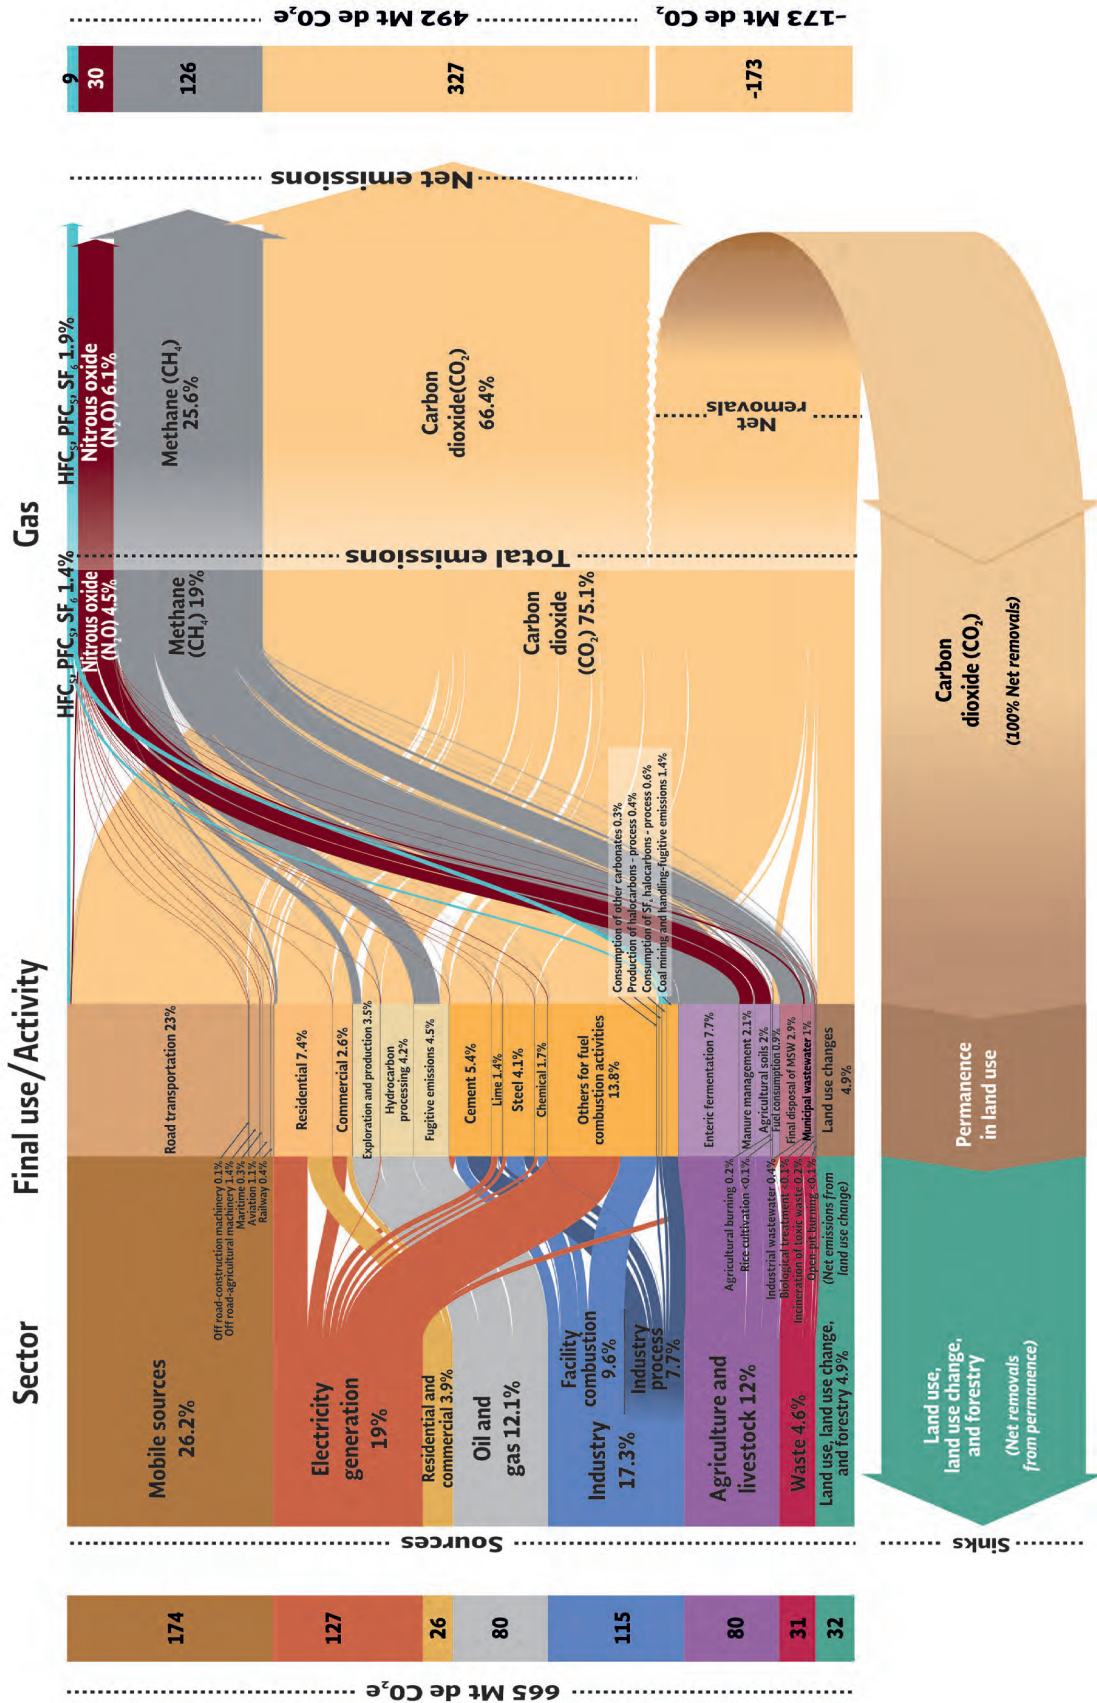 Sector
Final use/Activity
Gas
665 Mt de CO₂e
174
127
26
80
115
80
31
32
Sources
Sinks
Mobile sources
26.2%
Electricity
generation
19%
Residential and
commercial 3.9%
Oil and
gas 12.1%
Industry
17.3%
Facility
combustion
9.6%
Industry
process
7.7%
Agriculture and
livestock 12%
Waste 4.6%
Land use, land use change,
and forestry 4.9%
Off road-construction machinery 0.1%
Off road-agricultural machinery 1.4%
Maritime 0.3%
Aviation 1.1%
Railway 0.4%
Agricultural burning 0.2%
Rice cultivation <0.1%
Industrial wastewater 0.4%
Biological treatment <0.1%
Incineration of toxic waste 0.2%
Open-pit burning <0.1%
(Net emissions from
land use change)
Road transportation 23%
Residential 7.4%
Commercial 2.6%
Exploration and production 3.5%
Hydrocarbon
processing 4.2%
Fugitive emissions 4.5%
Cement 5.4%
Lime 1.4%
Steel 4.1%
Chemical 1.7%
Others for fuel
combustion activities
13.8%
Enteric fermentation 7.7%
Manure management 2.1%
Agricultural soils 2%
Fuel consumption 0.9%
Final disposal of MSW 2.9%
Municipal wastewater 1%
Land use changes
4.9%
Consumption of other carbonates 0.3%
Production of halocarbons - process 0.4%
Consumption of SF₆ halocarbons - process 0.6%
Coal mining and handling-fugitive emissions 1.4%
HFCs, PFCs, SF₆ 1.4%
Nitrous oxide
(N₂O) 4.5%
Methane
(CH₄) 19%
Carbon
dioxide
(CO₂) 75.1%
Total emissions
HFCs, PFCs, SF₆ 1.9%
Nitrous oxide
(N₂O) 6.1%
Methane (CH₄)
25.6%
Carbon
dioxide(CO₂)
66.4%
Net
removals
Net emissions
9
30
126
327
-173
492 Mt de CO₂e
-173 Mt de CO₂
Land use,
land use change,
and forestry
(Net removals
from permanence)
Permanence
in land use
Carbon
dioxide (CO₂)
(100% Net removals)